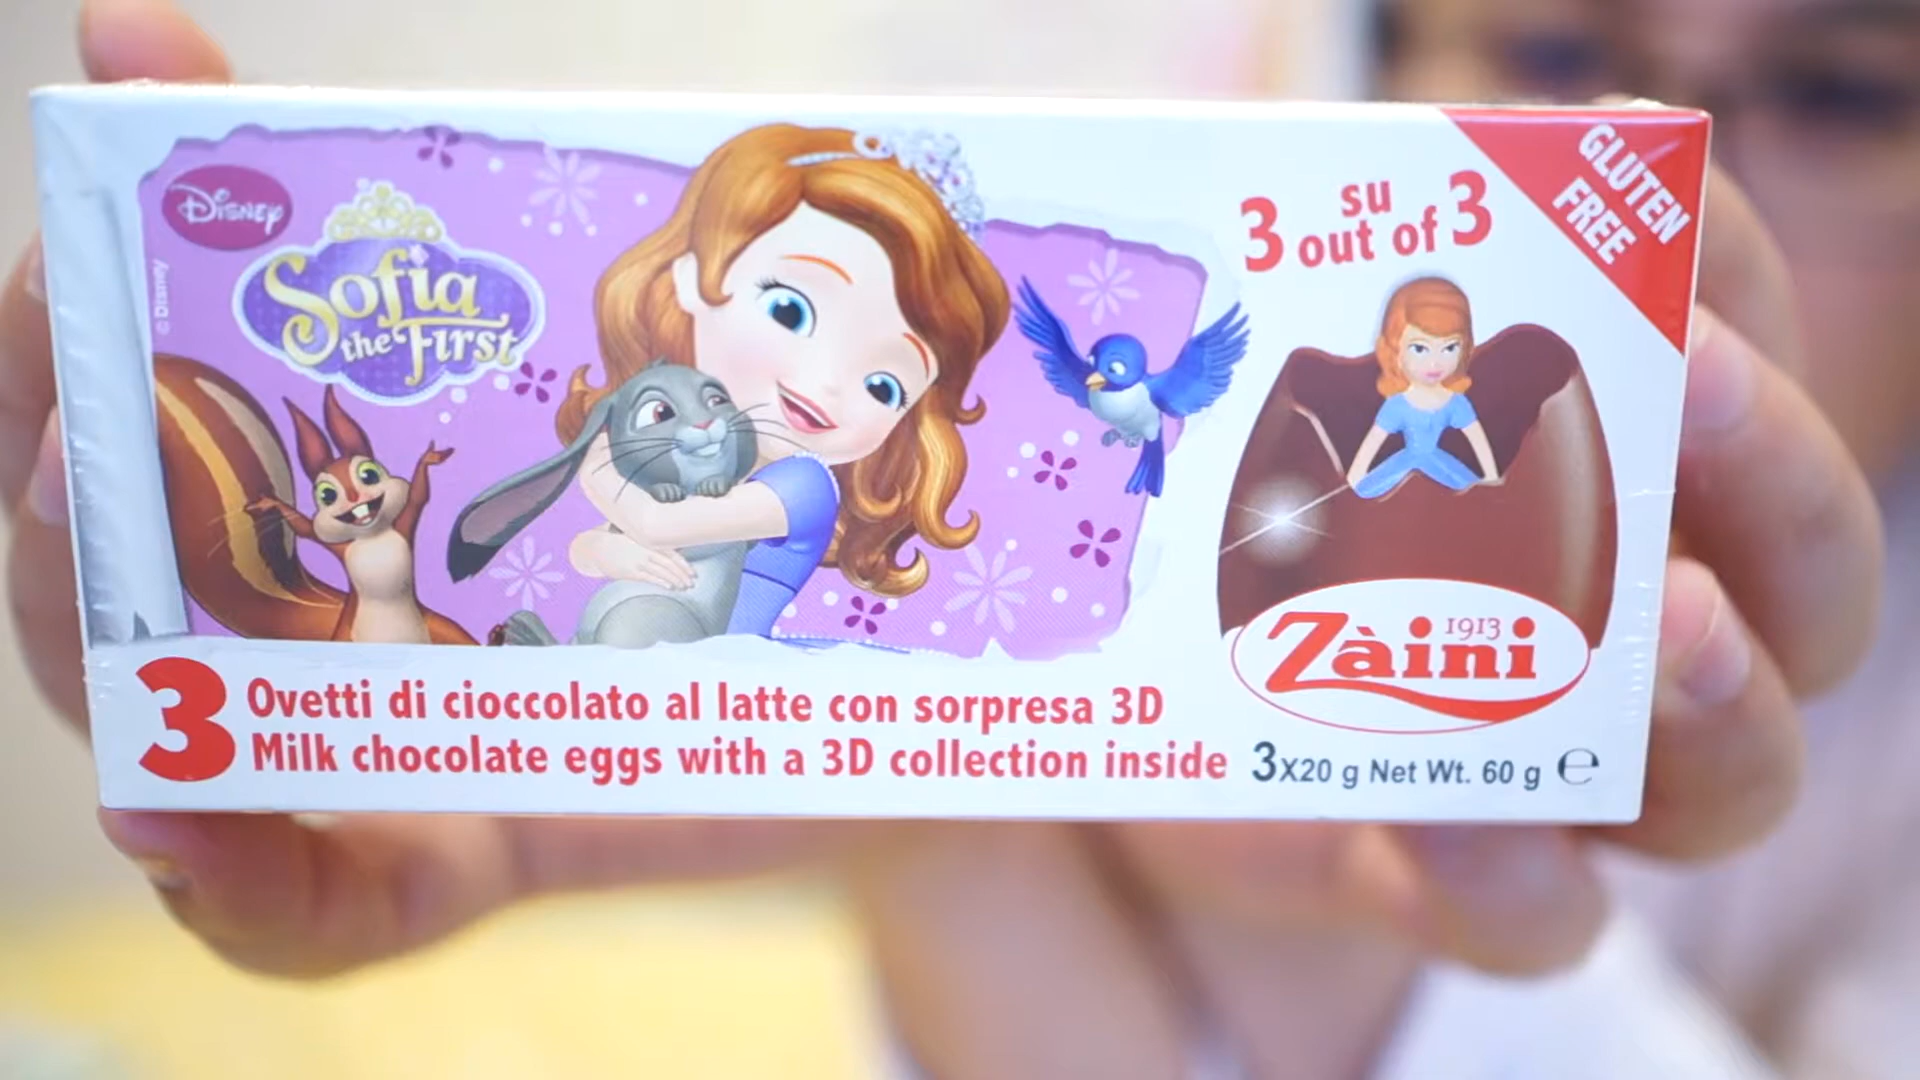 Disney
© Disney
Sofia
the First
3 su 3
out of
GLUTEN
FREE
Zàini
1913
3 Ovetti di cioccolato al latte con sorpresa 3D
Milk chocolate eggs with a 3D collection inside
3x20 g Net Wt. 60 g ℮